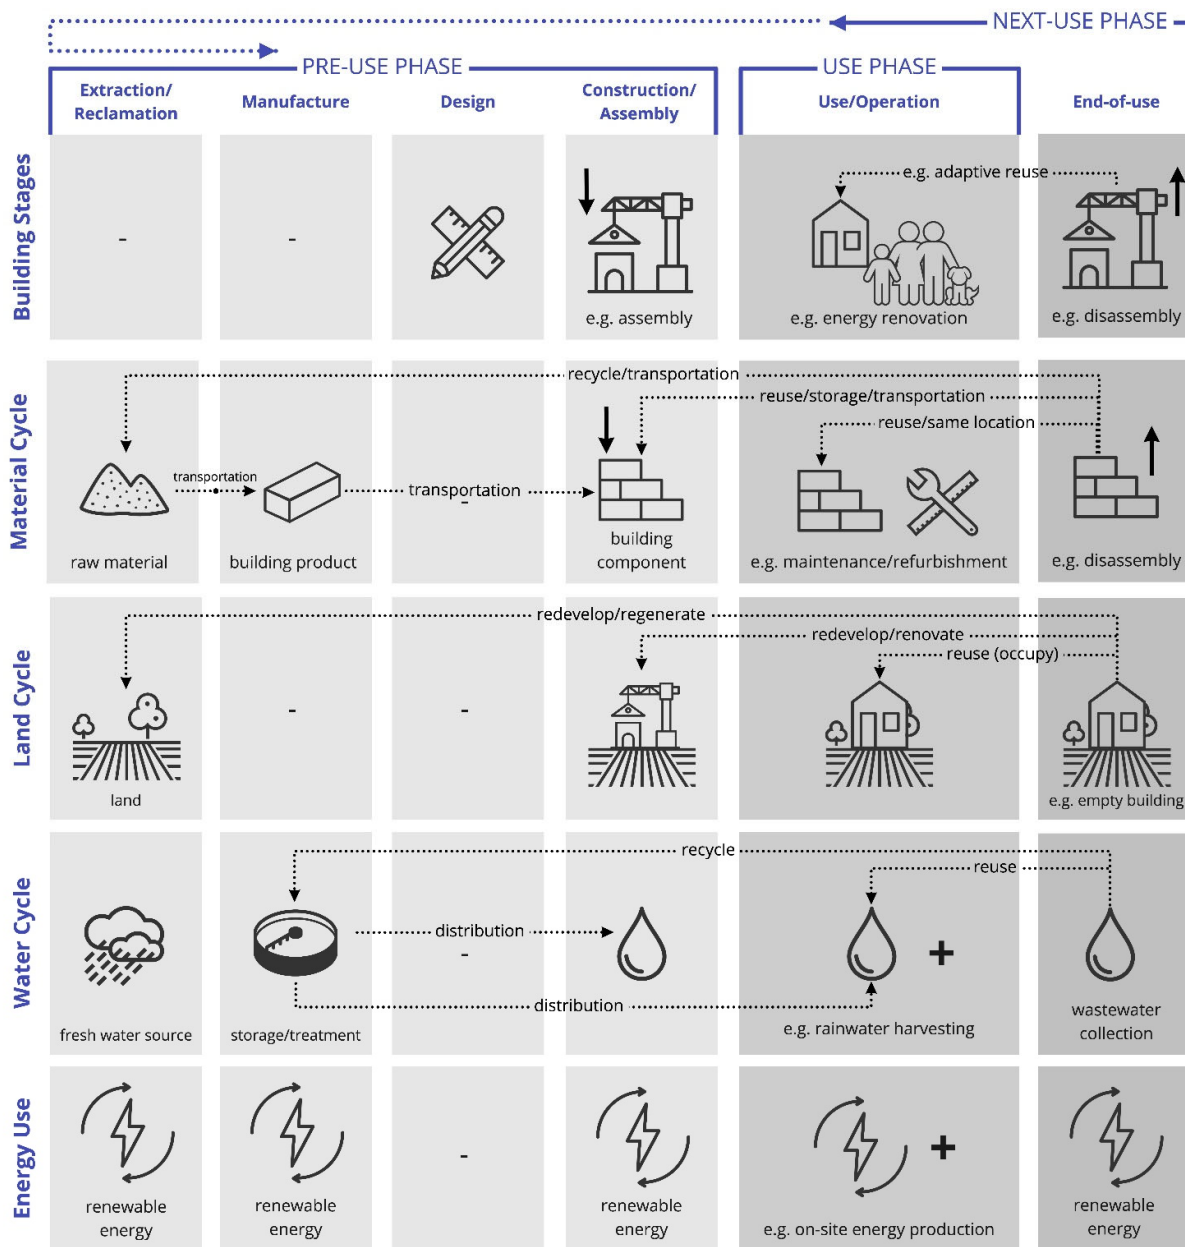 NEXT-USE PHASE
PRE-USE PHASE
USE PHASE
Extraction/
Reclamation
Manufacture
Design
Construction/
Assembly
Use/Operation
End-of-use
Building Stages
-
-
e.g. assembly
e.g. adaptive reuse
e.g. energy renovation
e.g. disassembly
Material Cycle
recycle/transportation
reuse/storage/transportation
reuse/same location
transportation
transportation
-
raw material
building product
building
component
e.g. maintenance/refurbishment
e.g. disassembly
Land Cycle
redevelop/regenerate
redevelop/renovate
reuse (occupy)
-
-
land
e.g. empty building
Water Cycle
recycle
reuse
distribution
-
+
distribution
fresh water source
storage/treatment
e.g. rainwater harvesting
wastewater
collection
Energy Use
-
+
renewable
energy
renewable
energy
renewable
energy
e.g. on-site energy production
renewable
energy